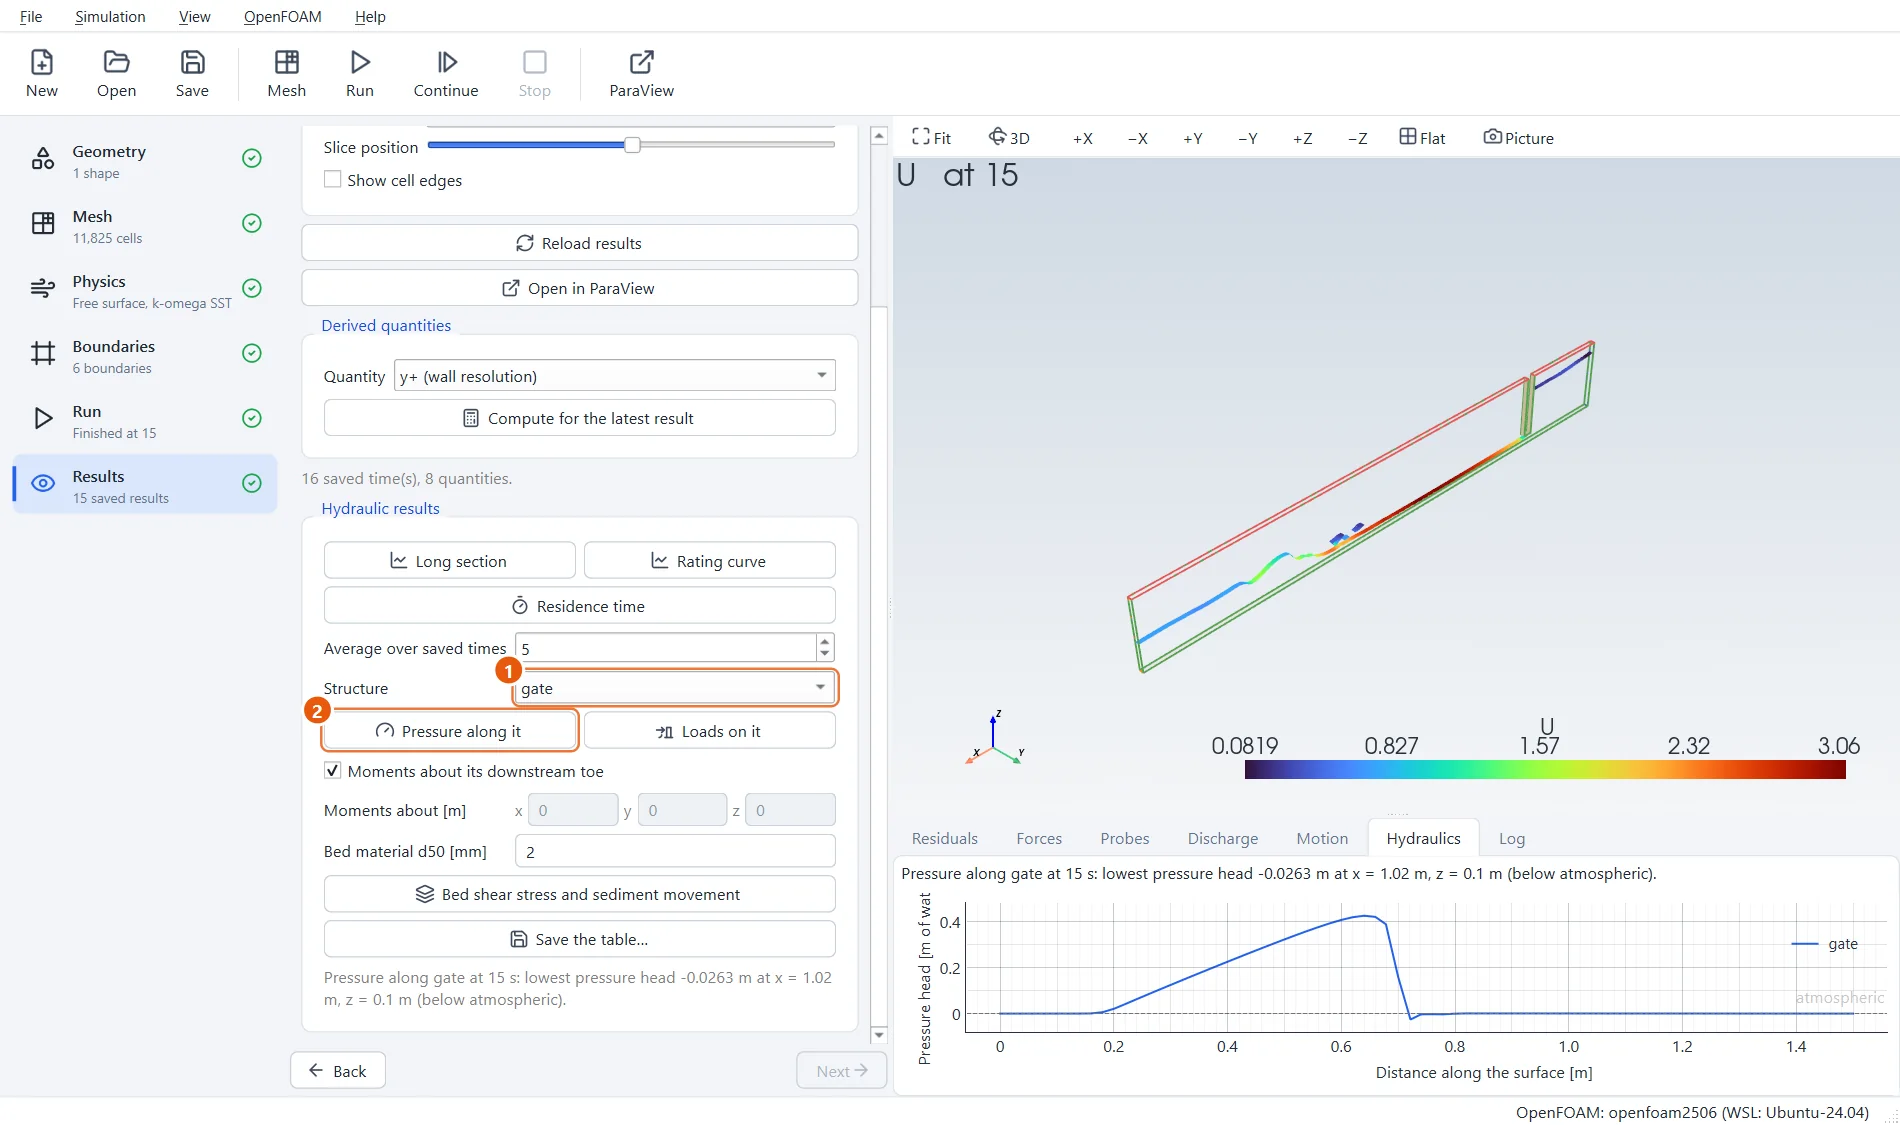 File Simulation View OpenFOAM Help
New Open Save Mesh Run Continue Stop ParaView
Geometry
1 shape
Mesh
11,825 cells
Physics
Free surface, k-omega SST
Boundaries
6 boundaries
Run
Finished at 15
Results
15 saved results
Slice position
Show cell edges
Reload results
Open in ParaView
Derived quantities
Quantity y+ (wall resolution)
Compute for the latest result
16 saved time(s), 8 quantities.
Hydraulic results
Long section Rating curve
Residence time
Average over saved times 5
1
Structure gate
2
Pressure along it Loads on it
Moments about its downstream toe
Moments about [m] x 0 y 0 z 0
Bed material d50 [mm] 2
Bed shear stress and sediment movement
Save the table...
Pressure along gate at 15 s: lowest pressure head -0.0263 m at x = 1.02
m, z = 0.1 m (below atmospheric).
Back Next
Fit 3D +X −X +Y −Y +Z −Z Flat Picture
U at 15
z
x Y
U
0.0819 0.827 1.57 2.32 3.06
Residuals Forces Probes Discharge Motion Hydraulics Log
Pressure along gate at 15 s: lowest pressure head -0.0263 m at x = 1.02 m, z = 0.1 m (below atmospheric).
Pressure head [m of wat
0.4
0.2
0
gate
atmospheric
0 0.2 0.4 0.6 0.8 1.0 1.2 1.4
Distance along the surface [m]
OpenFOAM: openfoam2506 (WSL: Ubuntu-24.04)